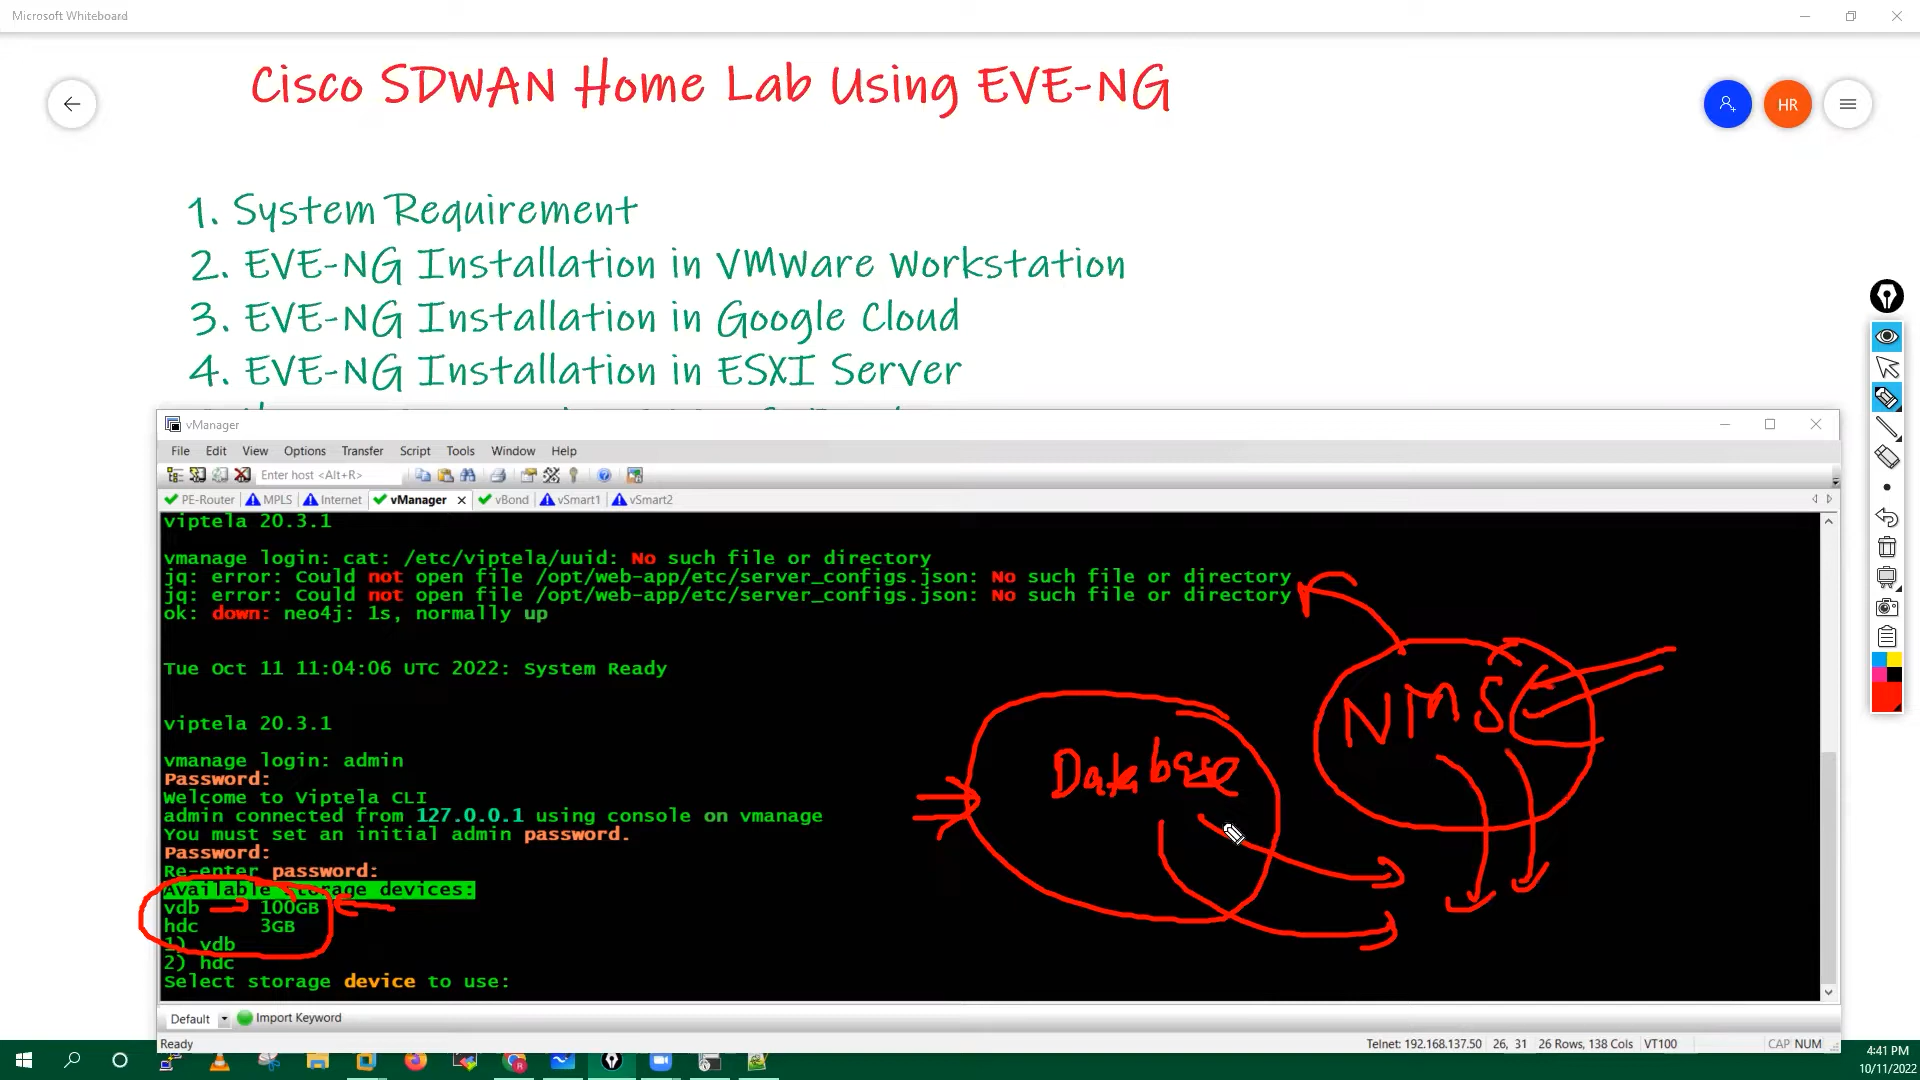 Microsoft Whiteboard
Cisco SDWAN Home Lab Using EVE-NG
HR
1. System Requirement
2. EVE-NG Installation in VMWare Workstation
3. EVE-NG Installation in Google Cloud
4. EVE-NG Installation in ESXI Server
vManager
File Edit View Options Transfer Script Tools Window Help
Enter host <Alt+R>
PE-Router MPLS Internet vManager vBond vSmart1 vSmart2
viptela 20.3.1
vmanage login: cat: /etc/viptela/uuid: No such file or directory
jq: error: Could not open file /opt/web-app/etc/server_configs.json: No such file or directory
jq: error: Could not open file /opt/web-app/etc/server_configs.json: No such file or directory
ok: down: neo4j: 1s, normally up
Tue Oct 11 11:04:06 UTC 2022: System Ready
viptela 20.3.1
vmanage login: admin
Password:
Welcome to Viptela CLI
admin connected from 127.0.0.1 using console on vmanage
You must set an initial admin password.
Password:
Re-enter password:
Available storage devices:
vdb 100GB
hdc 3GB
1) vdb
2) hdc
Select storage device to use:
NMS
Database
Default Import Keyword
Ready Telnet: 192.168.137.50 26, 31 26 Rows, 138 Cols VT100 CAP NUM
4:41 PM
10/11/2022